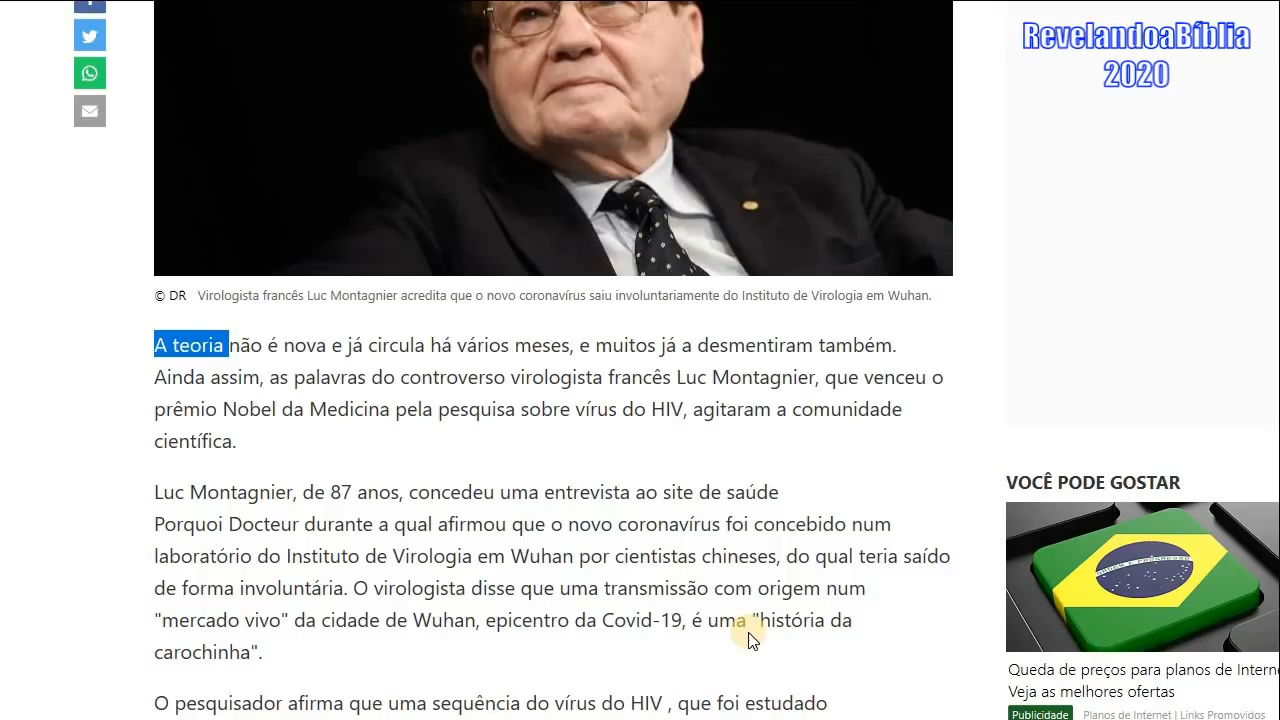 RevelandoaBíblia
2020
© DR Virologista francês Luc Montagnier acredita que o novo coronavírus saiu involuntariamente do Instituto de Virologia em Wuhan.
A teoria não é nova e já circula há vários meses, e muitos já a desmentiram também.
Ainda assim, as palavras do controverso virologista francês Luc Montagnier, que venceu o
prêmio Nobel da Medicina pela pesquisa sobre vírus do HIV, agitaram a comunidade
científica.
Luc Montagnier, de 87 anos, concedeu uma entrevista ao site de saúde
Porquoi Docteur durante a qual afirmou que o novo coronavírus foi concebido num
laboratório do Instituto de Virologia em Wuhan por cientistas chineses, do qual teria saído
de forma involuntária. O virologista disse que uma transmissão com origem num
"mercado vivo" da cidade de Wuhan, epicentro da Covid-19, é uma "história da
carochinha".
O pesquisador afirma que uma sequência do vírus do HIV , que foi estudado
VOCÊ PODE GOSTAR
Queda de preços para planos de Intern
Veja as melhores ofertas
Publicidade Planos de Internet | Links Promovidos